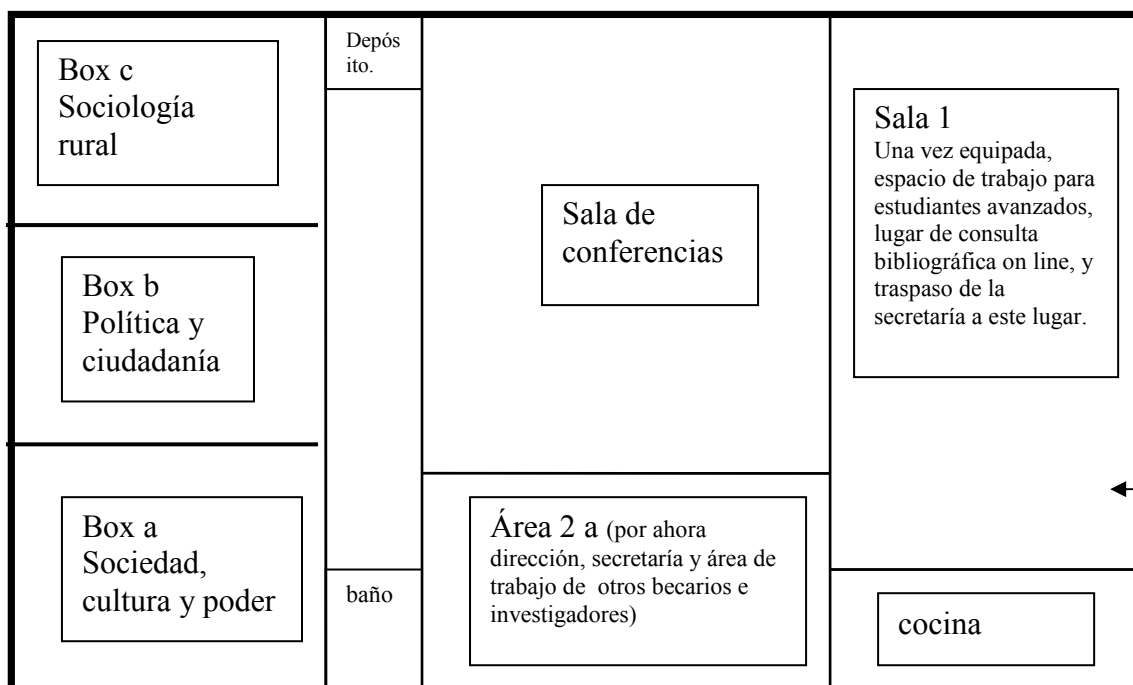 Box c
Sociología
rural
Box b
Política y
ciudadanía
Box a
Sociedad,
cultura y poder
Depós
ito.
baño
Sala de
conferencias
Área 2 a (por ahora
dirección, secretaría y área de
trabajo de otros becarios e
investigadores)
Sala 1
Una vez equipada,
espacio de trabajo para
estudiantes avanzados,
lugar de consulta
bibliográfica on line, y
traspaso de la
secretaría a este lugar.
cocina